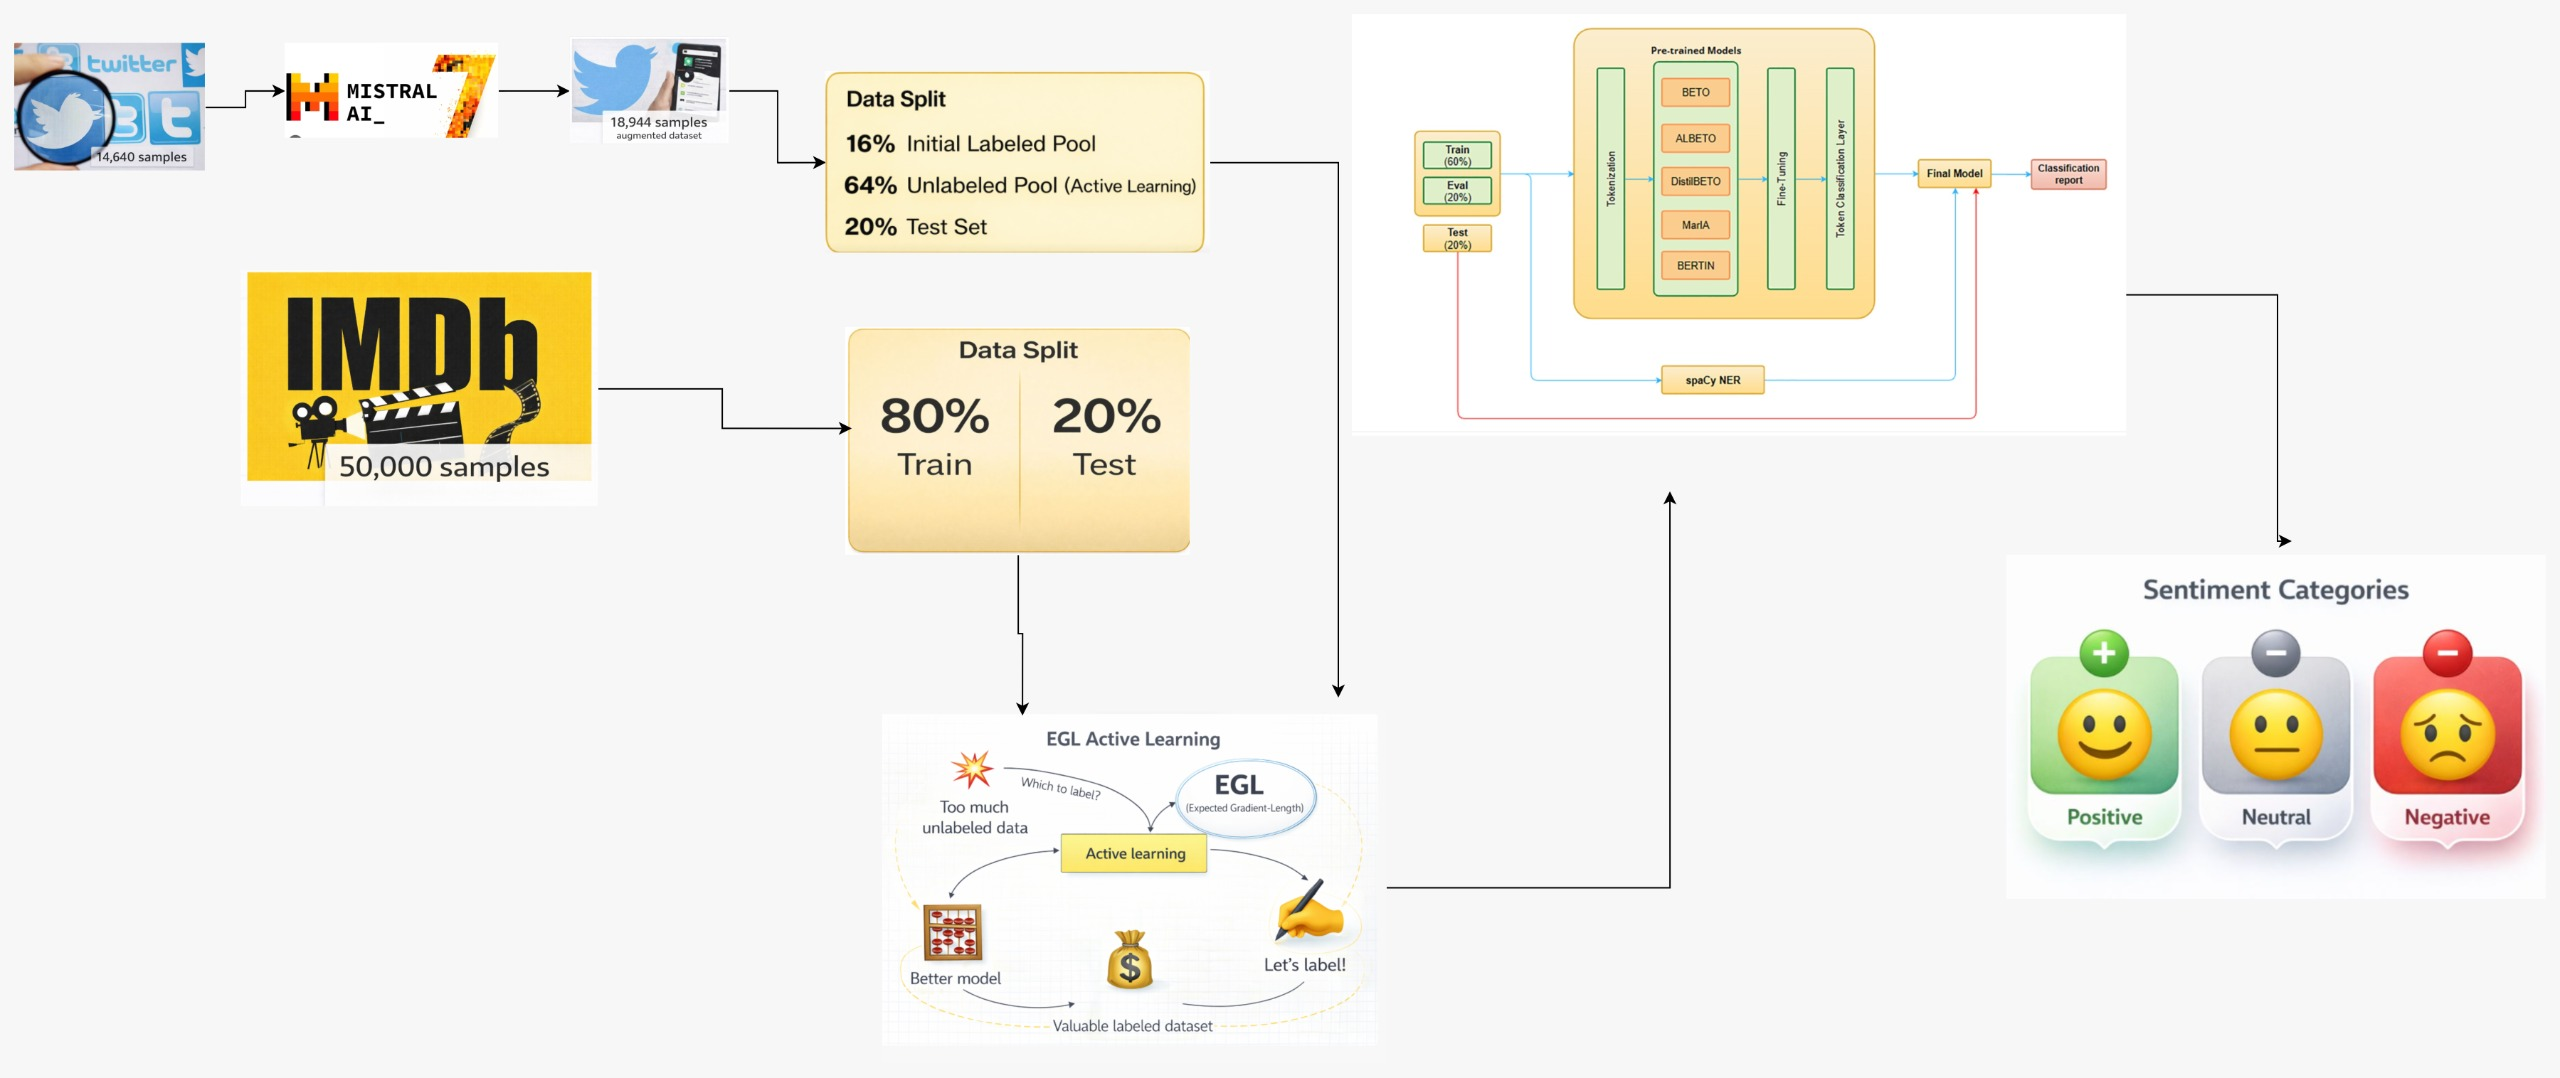 twitter
14,640 samples
MISTRAL
AI_
18,944 samples
augmented dataset
Data Split
16% Initial Labeled Pool
64% Unlabeled Pool (Active Learning)
20% Test Set
IMDb
50,000 samples
Data Split
80% 20%
Train Test
Pre-trained Models
Train
(60%)
Eval
(20%)
Test
(20%)
Tokenization
BETO
ALBETO
DistilBETO
MarIA
BERTIN
Fine-Tuning
Token Classification Layer
Final Model
Classification
report
spaCy NER
EGL Active Learning
Too much
unlabeled data
Which to label?
EGL
(Expected Gradient-Length)
Active learning
Better model
$
Let's label!
Valuable labeled dataset
Sentiment Categories
Positive
Neutral
Negative